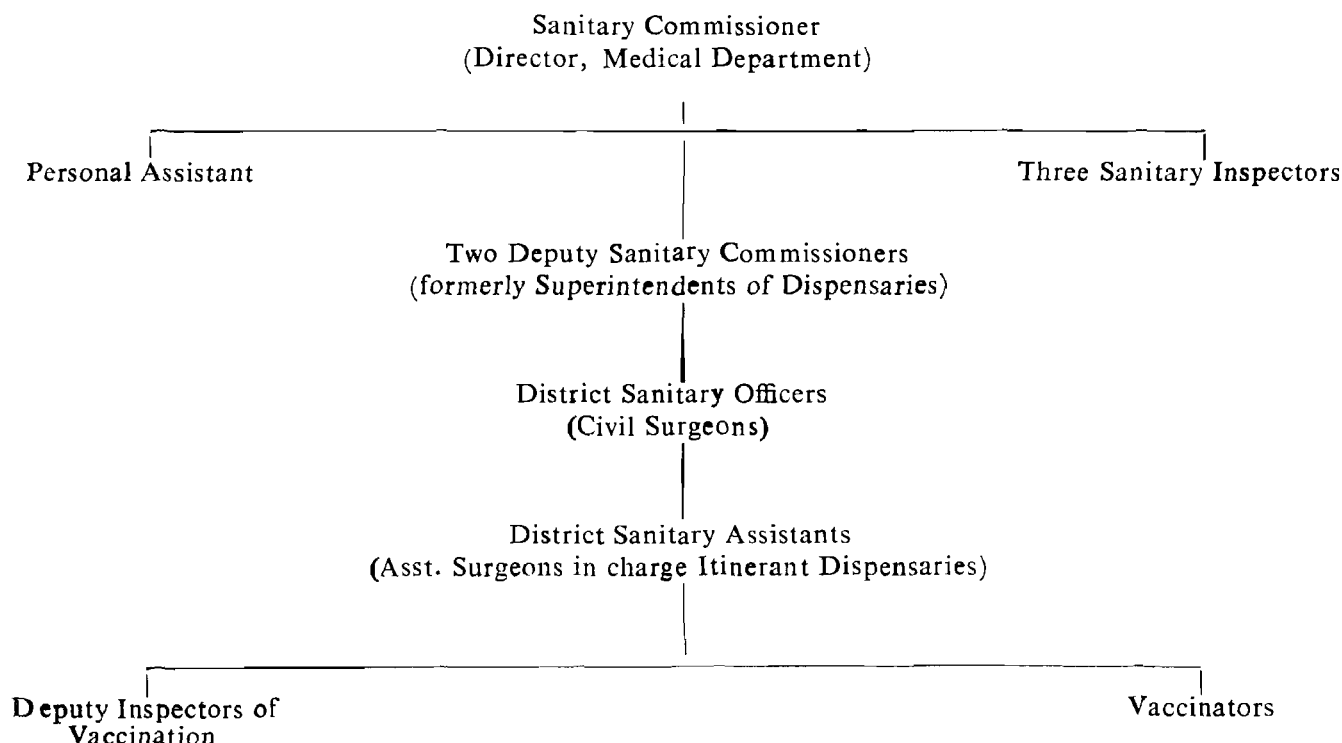 Sanitary Commissioner
(Director, Medical Department)
Personal Assistant
Three Sanitary Inspectors
Two Deputy Sanitary Commissioners
(formerly Superintendents of Dispensaries)
District Sanitary Officers
(Civil Surgeons)
District Sanitary Assistants
(Asst. Surgeons in charge Itinerant Dispensaries)
Deputy Inspectors of
Vaccination
Vaccinators